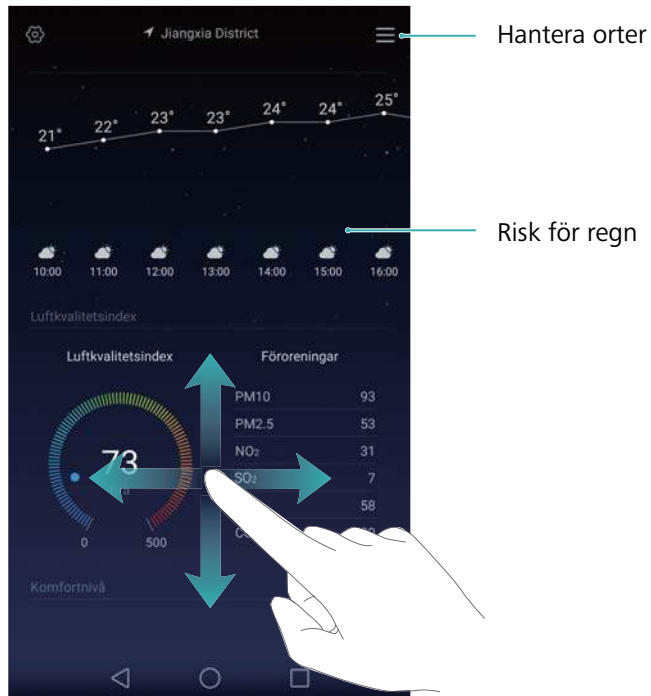 Jiangxia District
Hantera orter
21° 22° 23° 23° 24° 24° 25°
Risk för regn
10:00 11:00 12:00 13:00 14:00 15:00 16:00
Luftkvalitetsindex
Luftkvalitetsindex
Föroreningar
PM10 93
PM2.5 53
NO₂ 31
73
SO₂ 7
58
0 500
Komfortnivå